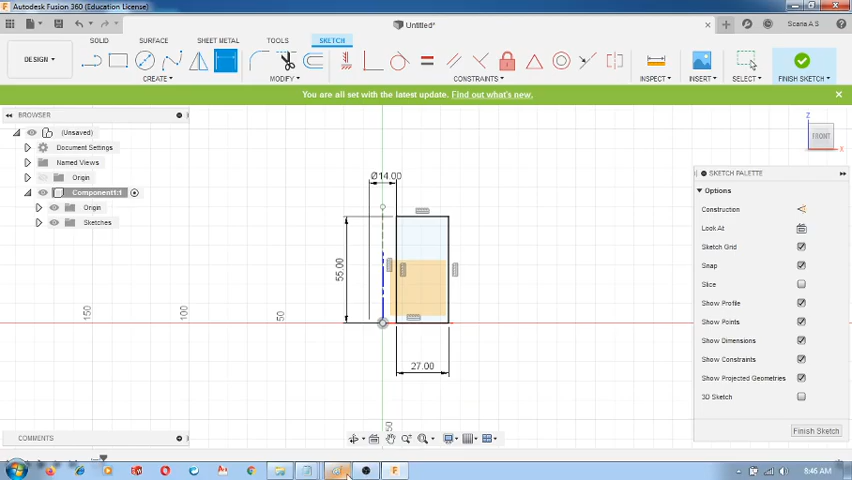 Autodesk Fusion 360 (Education License)
Untitled*
Scaria A S
DESIGN
SOLID
SURFACE
SHEET METAL
TOOLS
SKETCH
CREATE
MODIFY
CONSTRAINTS
INSPECT
INSERT
SELECT
FINISH SKETCH
You are all set with the latest update. Find out what's new.
BROWSER
(Unsaved)
Document Settings
Named Views
Origin
Component1:1
Origin
Sketches
FRONT
Z
X
Ø14.00
55.00
27.00
150
100
50
50
SKETCH PALETTE
Options
Construction
Look At
Sketch Grid
Snap
Slice
Show Profile
Show Points
Show Dimensions
Show Constraints
Show Projected Geometries
3D Sketch
Finish Sketch
COMMENTS
8:46 AM